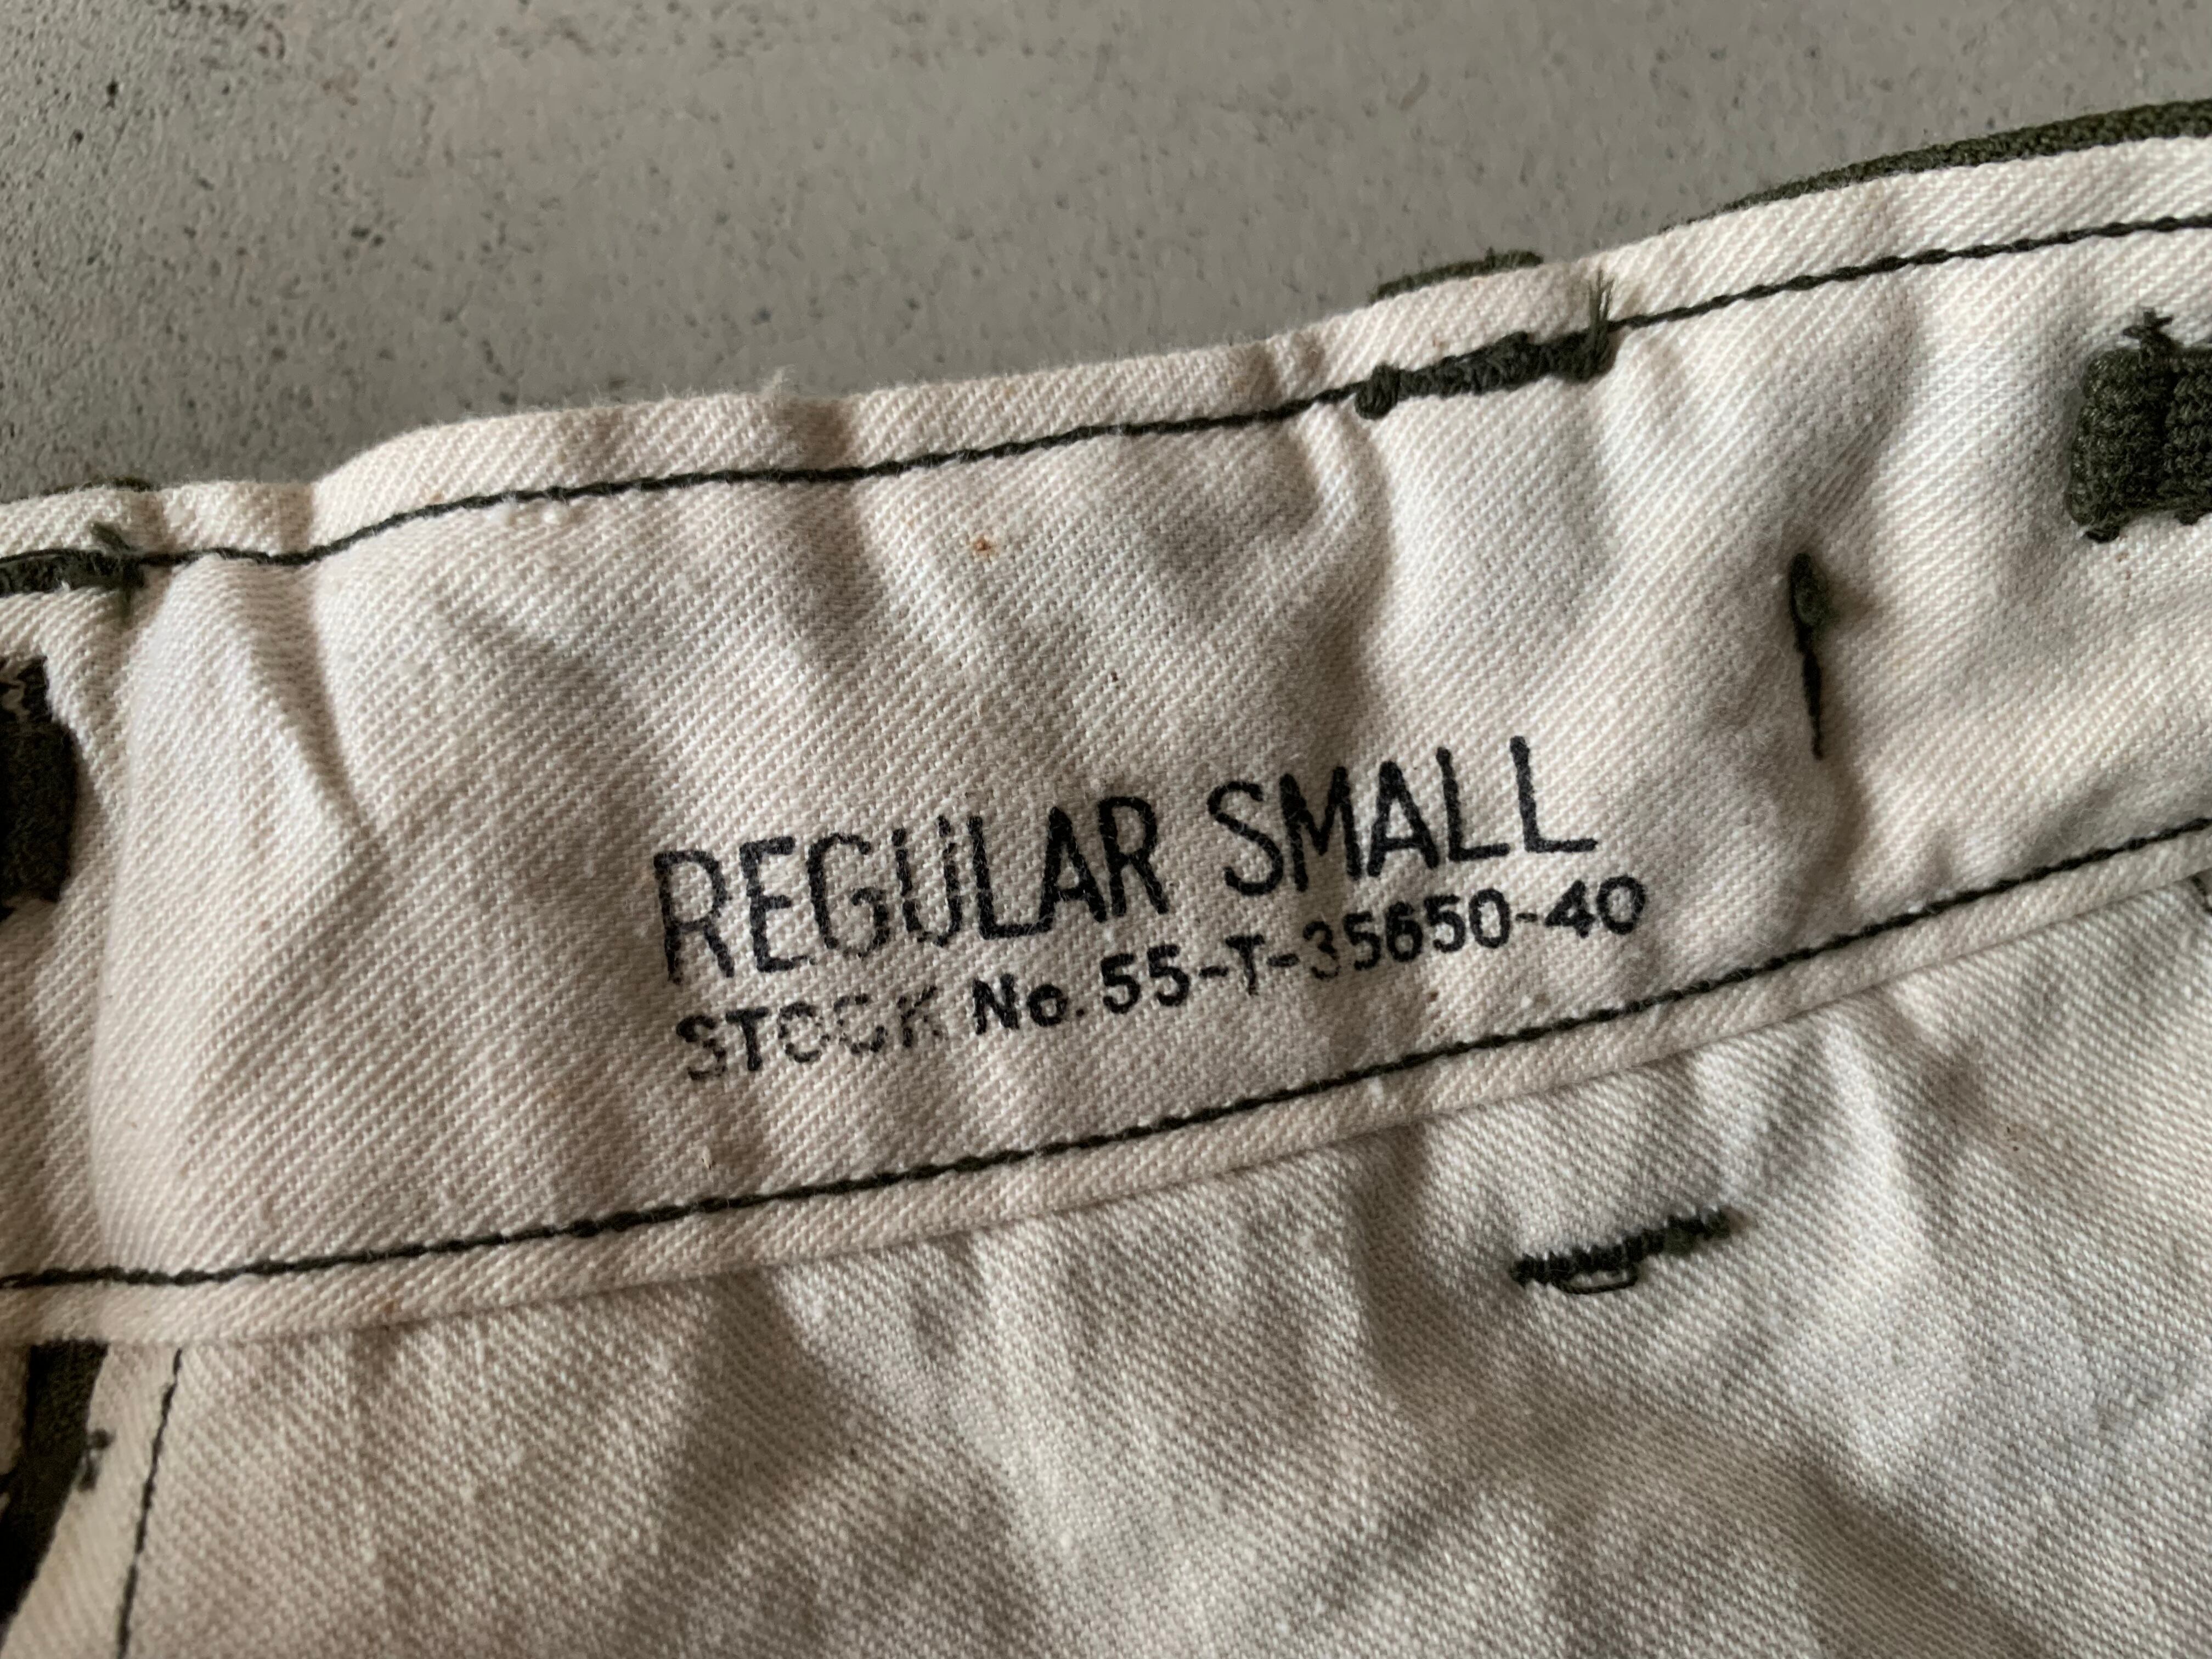 REGULAR SMALL
STOCK No. 55-T-35650-40